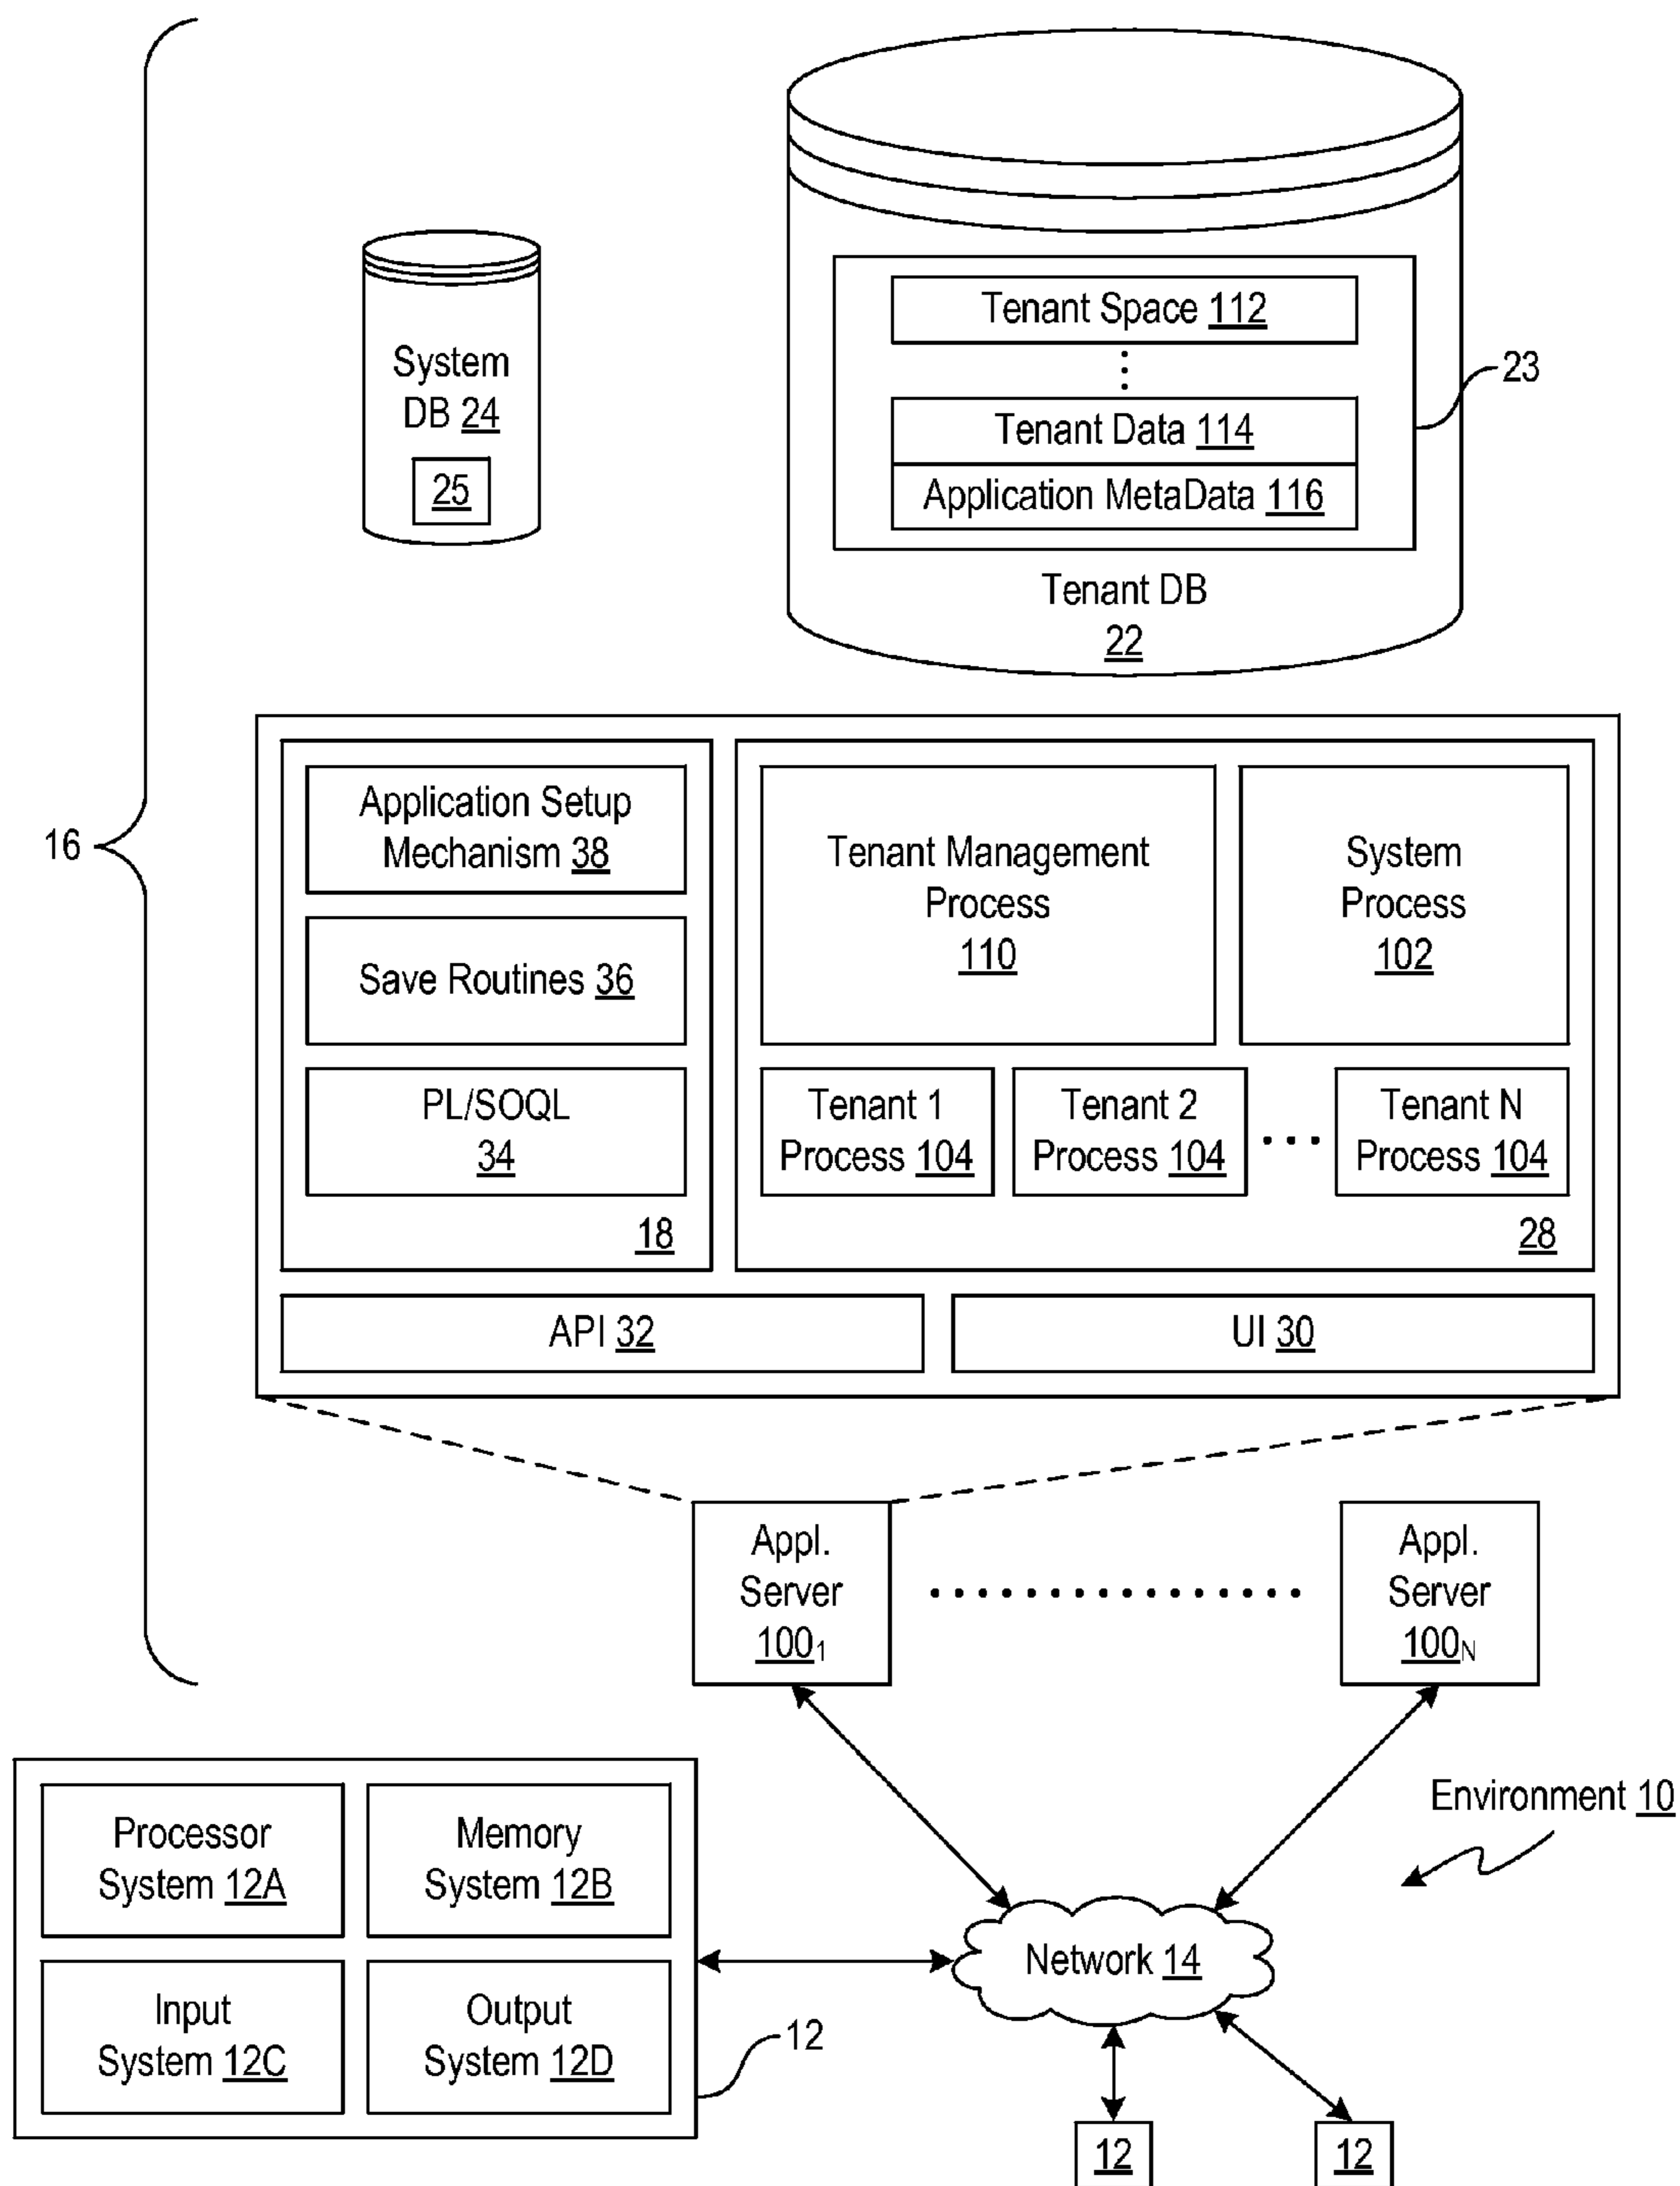 Tenant Space 112
System
DB 24
25
23
Tenant Data 114
Application MetaData 116
Tenant DB
22
16
Application Setup
Mechanism 38
Save Routines 36
PL/SOQL
34
18
Tenant Management
Process
110
System
Process
102
Tenant 1
Process 104
Tenant 2
Process 104
Tenant N
Process 104
28
API 32
UI 30
Appl.
Server
100₁
Appl.
Server
100N
Environment 10
Processor
System 12A
Memory
System 12B
Input
System 12C
Output
System 12D
12
Network 14
12
12